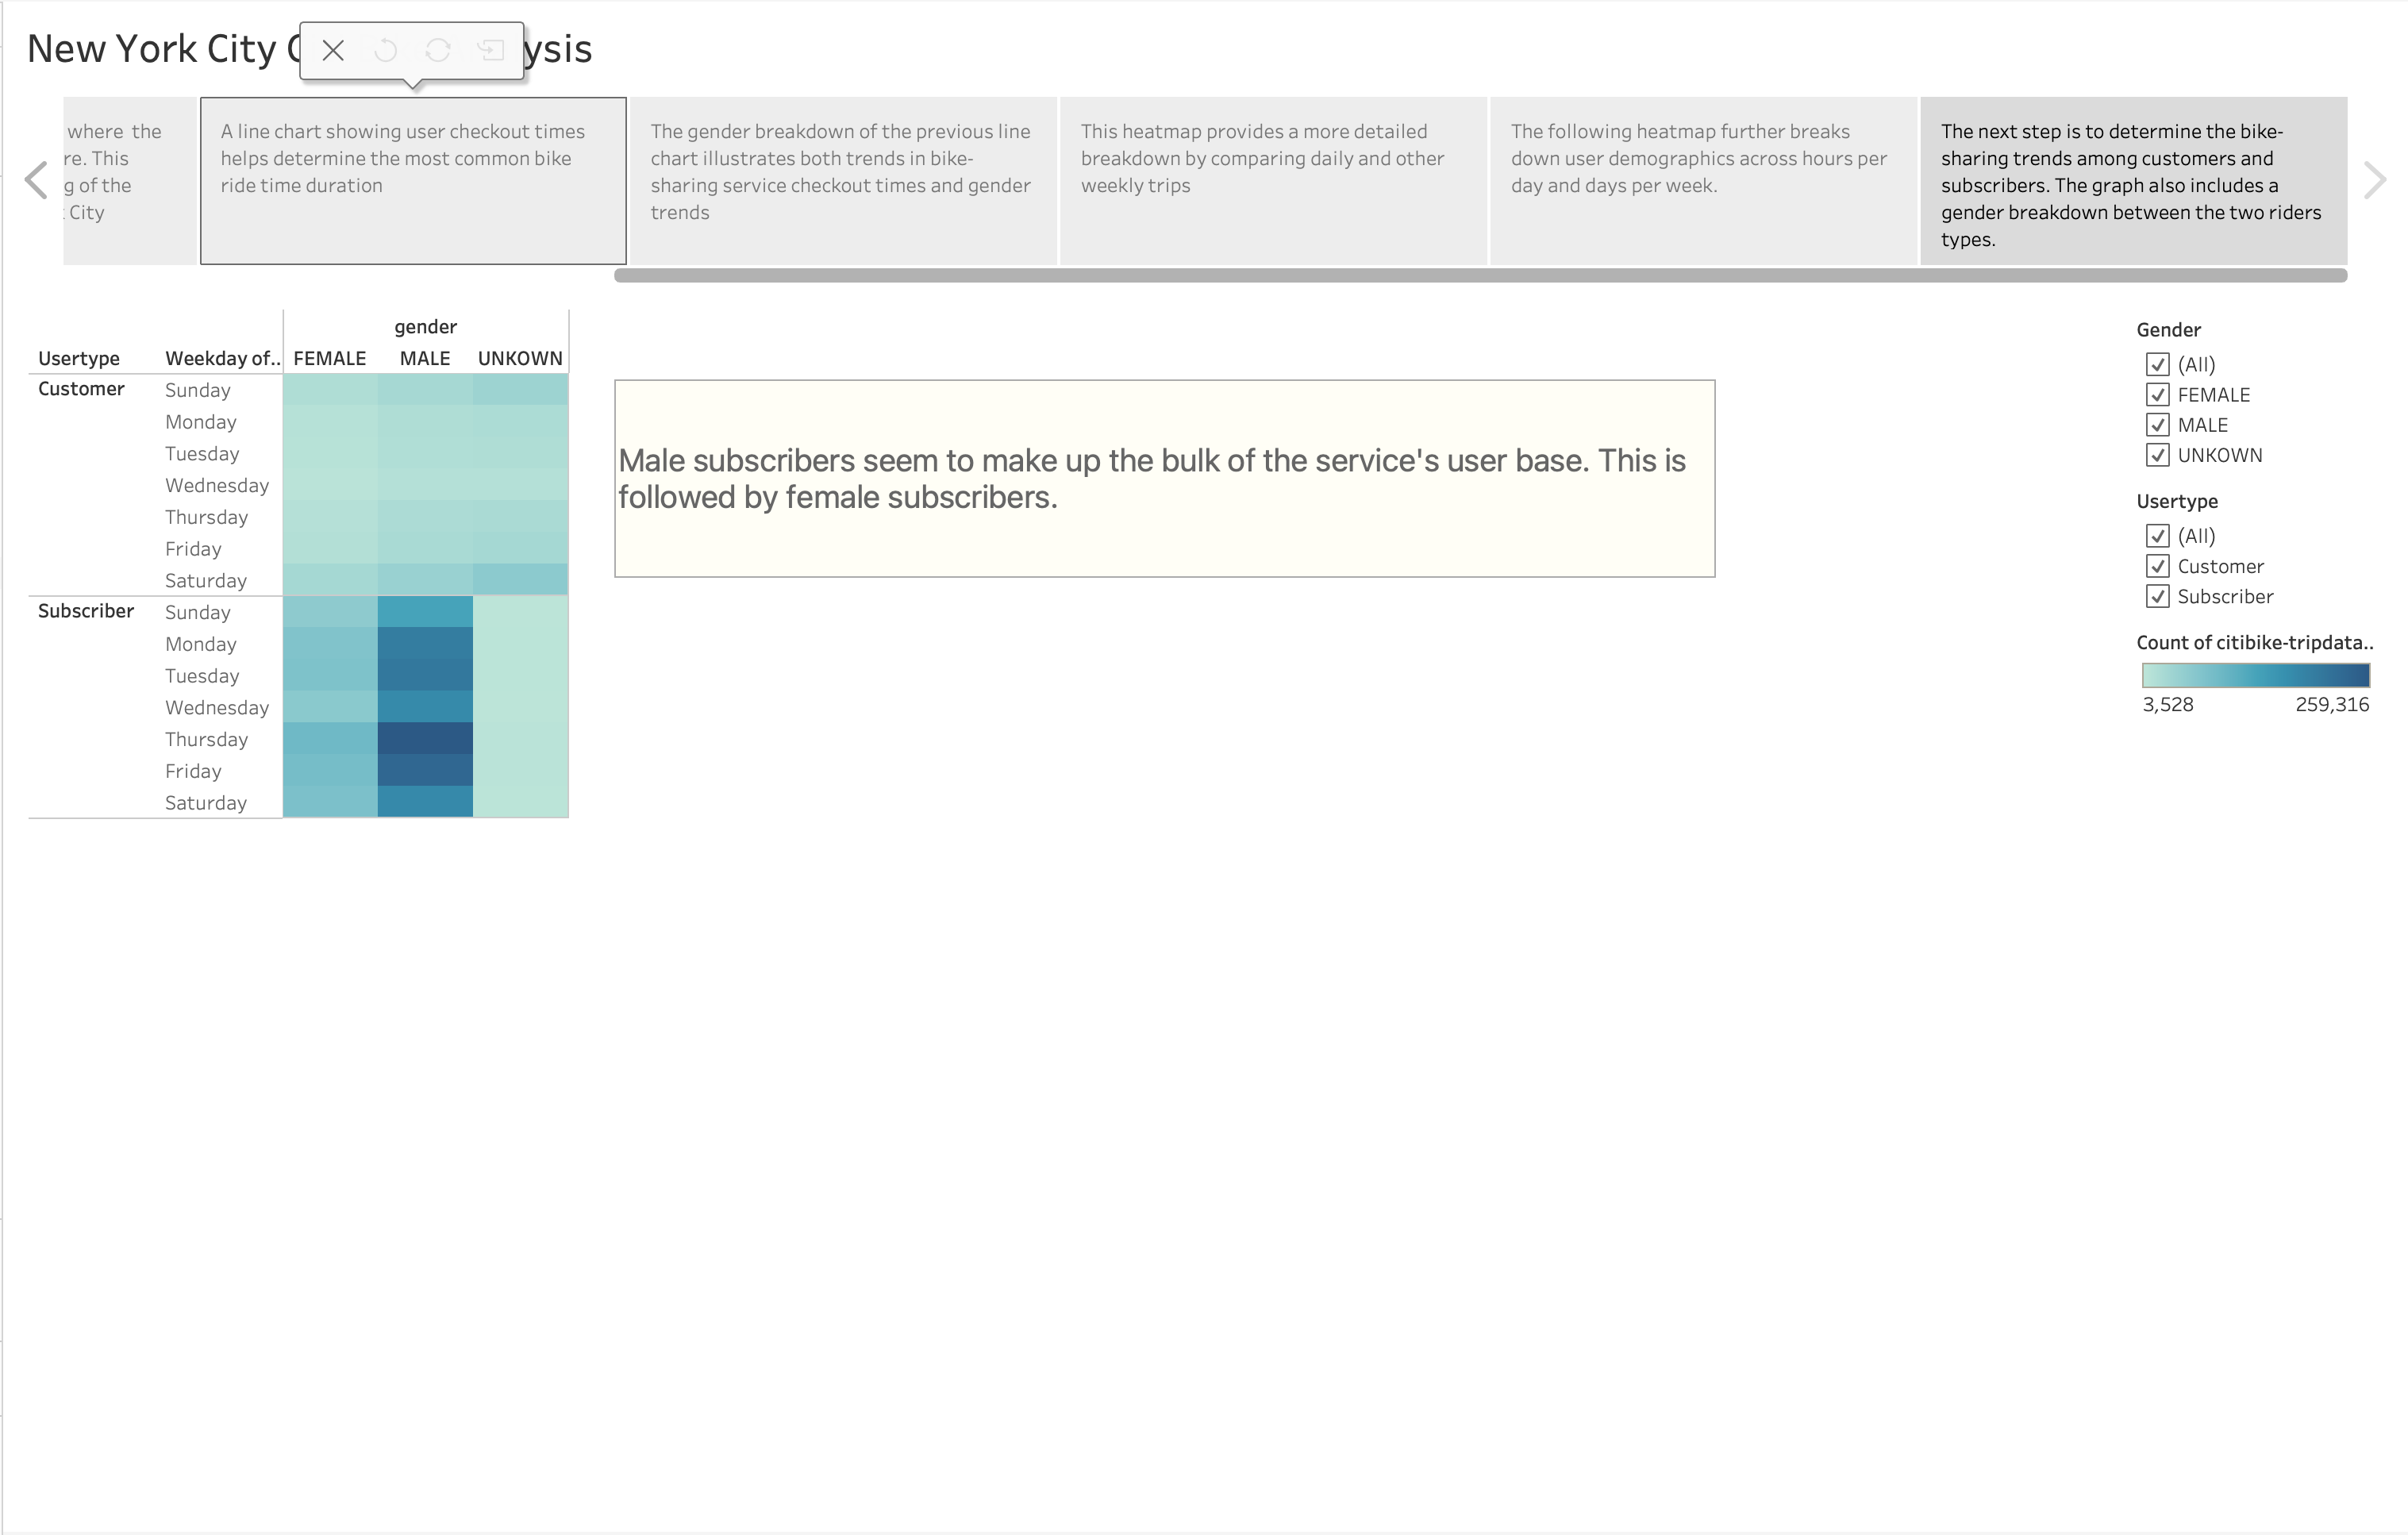 New York City
ysis
where the
re. This
g of the
City
A line chart showing user checkout times
helps determine the most common bike
ride time duration
The gender breakdown of the previous line
chart illustrates both trends in bike-
sharing service checkout times and gender
trends
This heatmap provides a more detailed
breakdown by comparing daily and other
weekly trips
The following heatmap further breaks
down user demographics across hours per
day and days per week.
The next step is to determine the bike-
sharing trends among customers and
subscribers. The graph also includes a
gender breakdown between the two riders
types.
gender
Usertype Weekday of.. FEMALE MALE UNKOWN
Customer Sunday
Monday
Tuesday
Wednesday
Thursday
Friday
Saturday
Subscriber Sunday
Monday
Tuesday
Wednesday
Thursday
Friday
Saturday
Male subscribers seem to make up the bulk of the service's user base. This is
followed by female subscribers.
Gender
(All)
FEMALE
MALE
UNKOWN
Usertype
(All)
Customer
Subscriber
Count of citibike-tripdata..
3,528 259,316